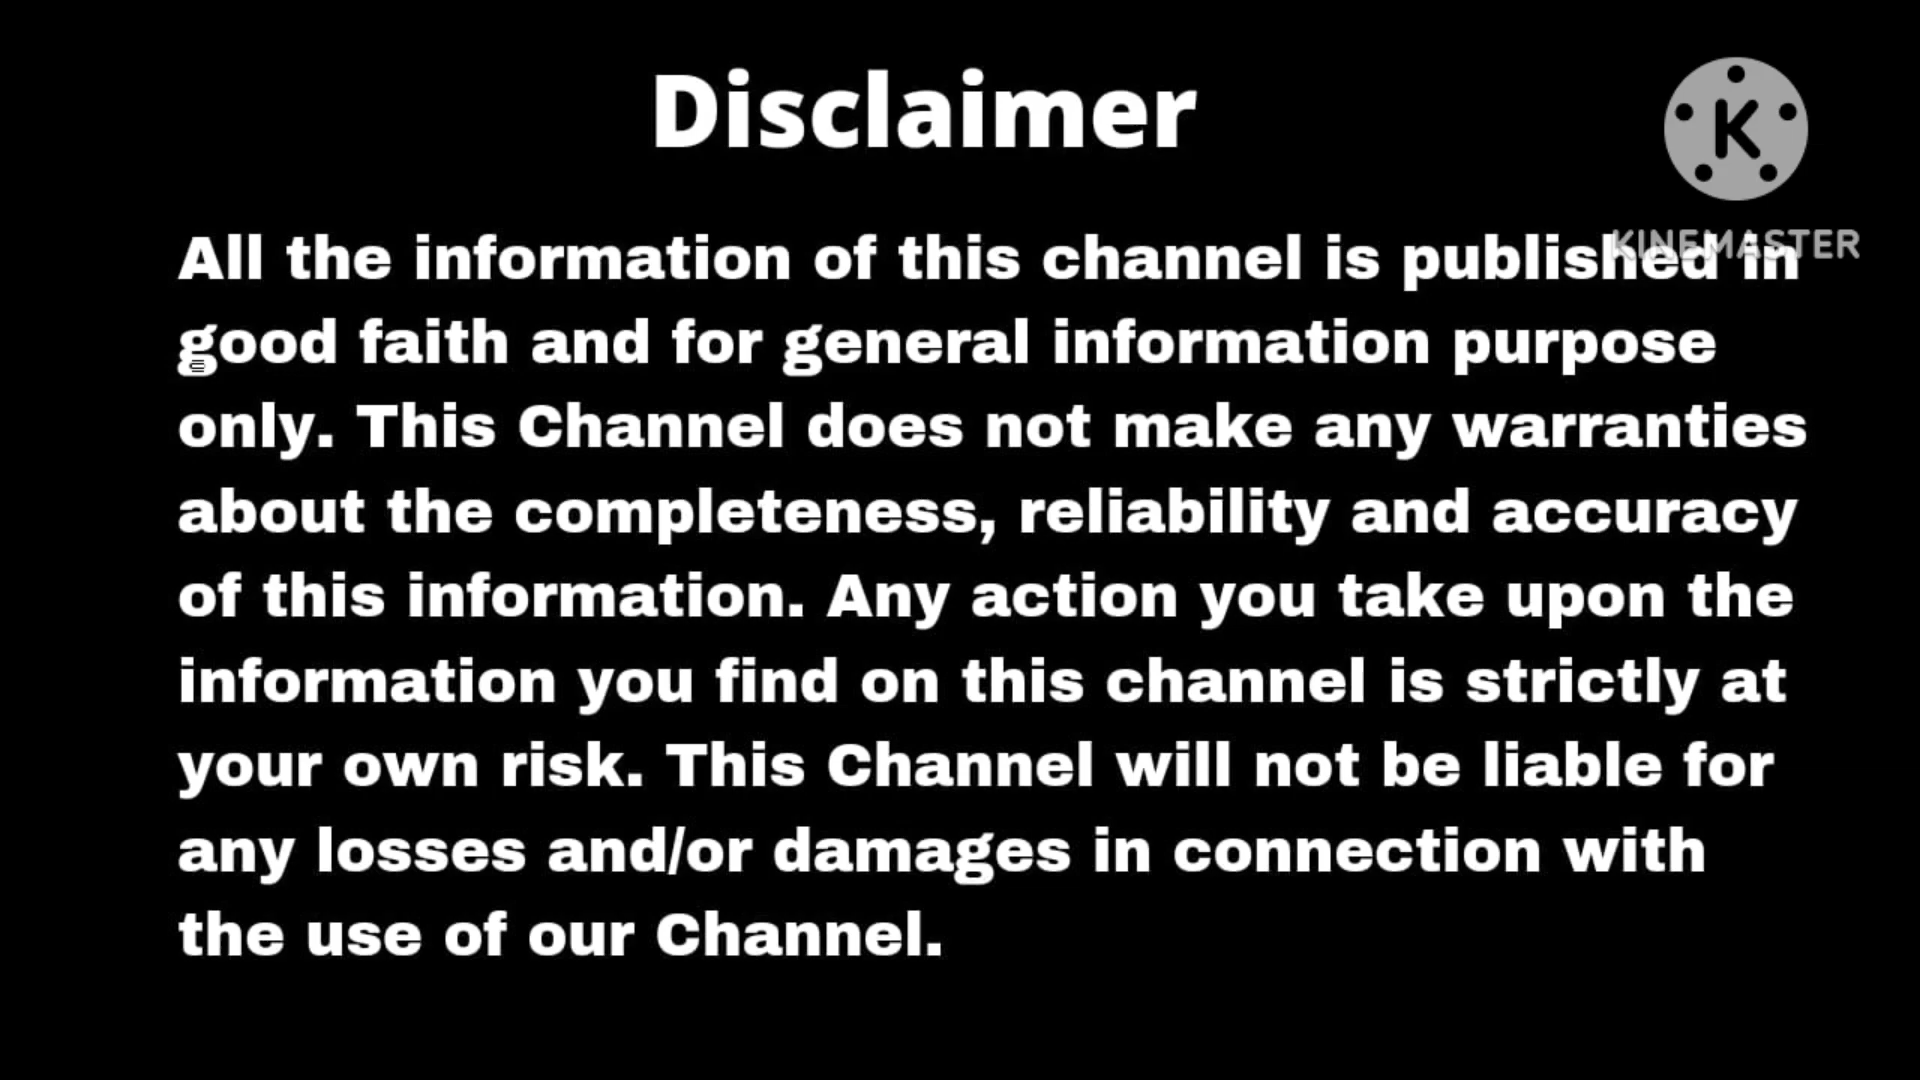 Disclaimer
K
KINEMASTER
All the information of this channel is published in
good faith and for general information purpose
only. This Channel does not make any warranties
about the completeness, reliability and accuracy
of this information. Any action you take upon the
information you find on this channel is strictly at
your own risk. This Channel will not be liable for
any losses and/or damages in connection with
the use of our Channel.